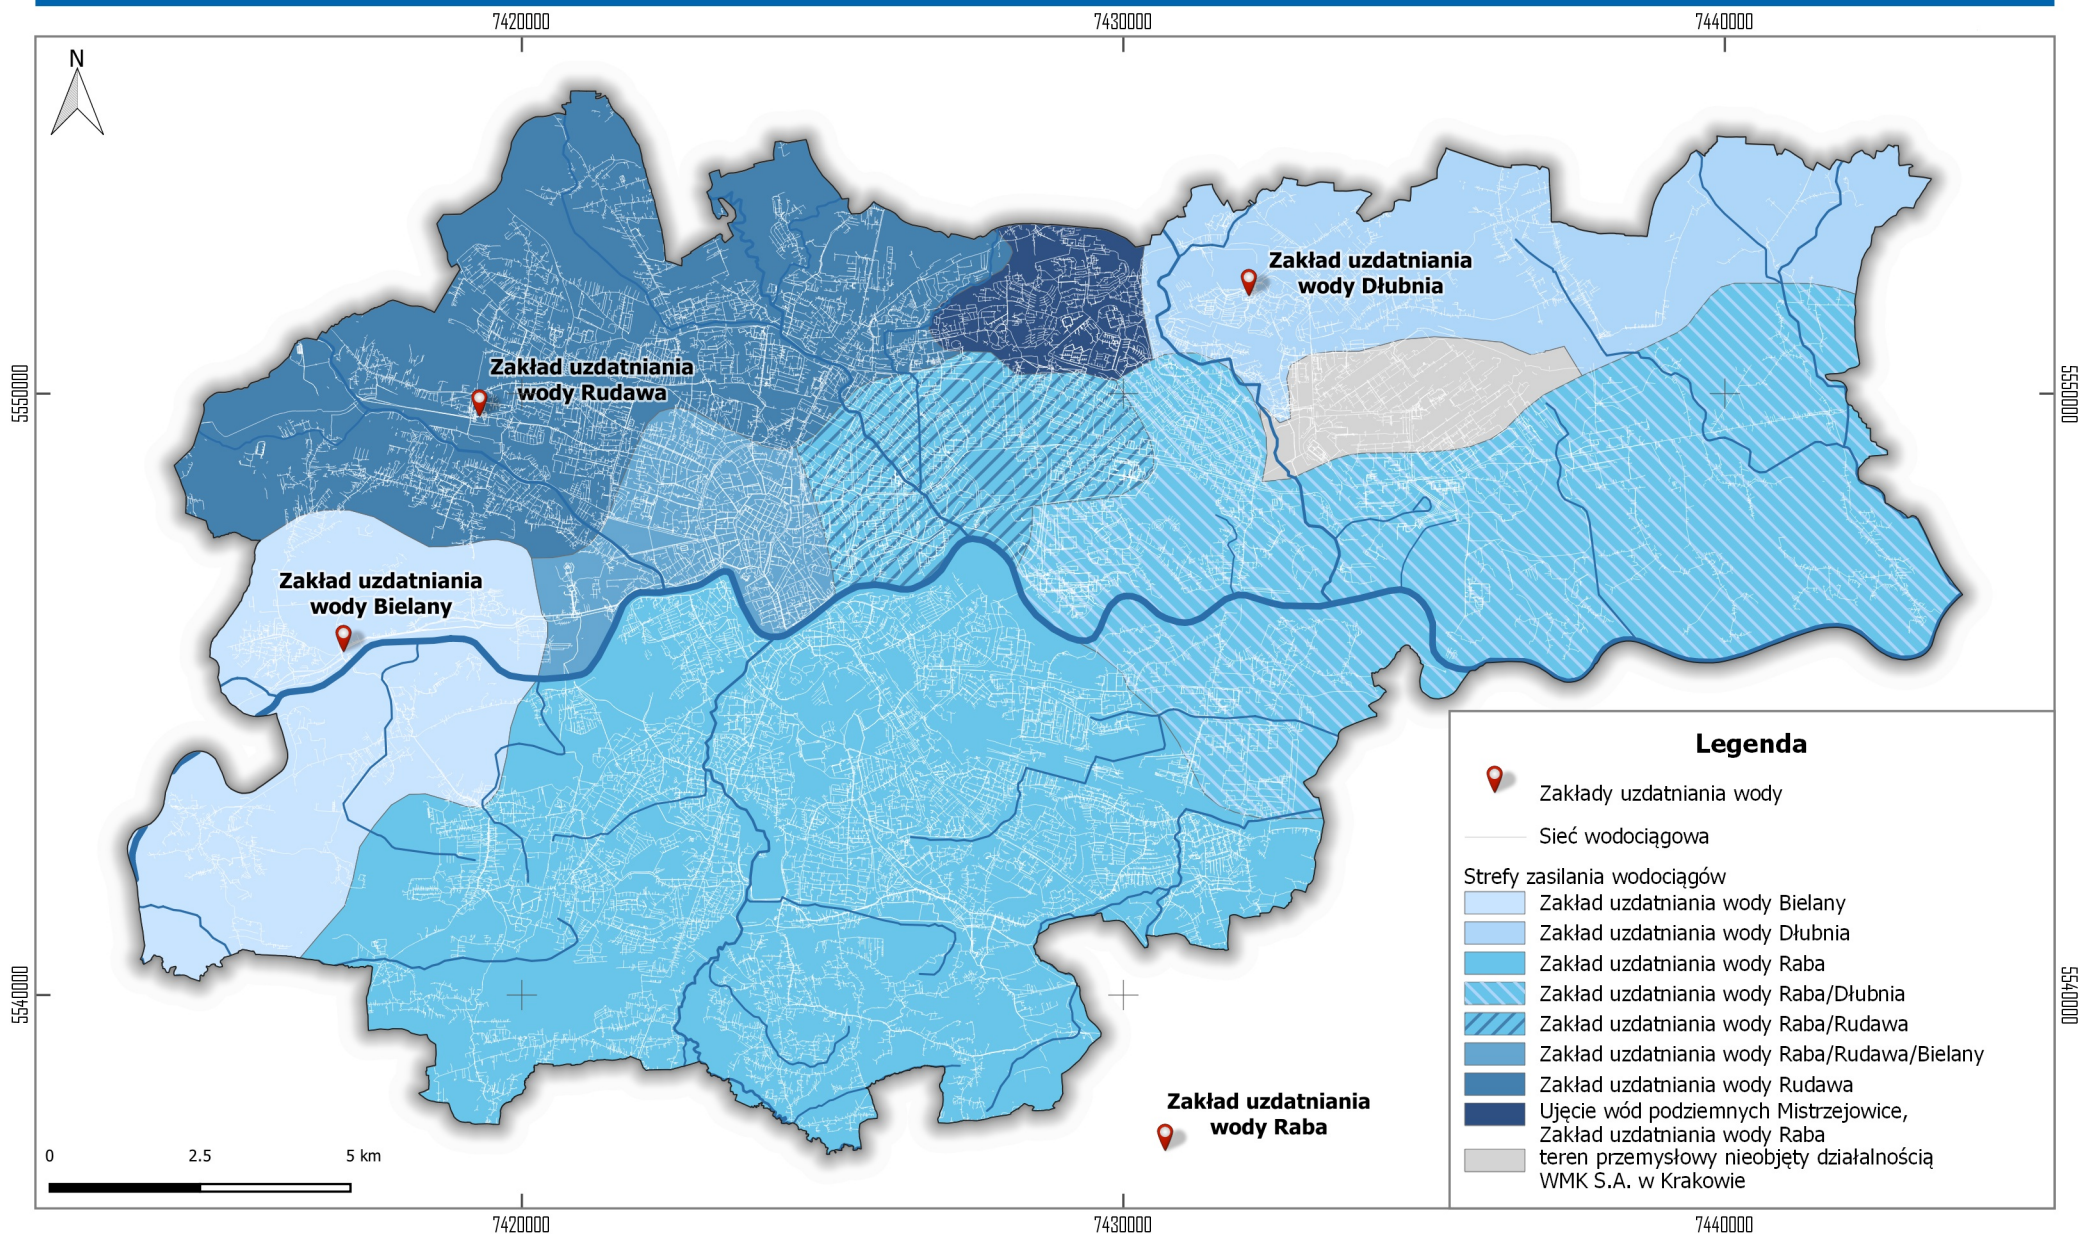 7420000
7430000
7440000
N
5550000
5550000
Zakład uzdatniania
wody Dłubnia
Zakład uzdatniania
wody Rudawa
Zakład uzdatniania
wody Bielany
Legenda
Zakłady uzdatniania wody
Sieć wodociągowa
Strefy zasilania wodociągów
Zakład uzdatniania wody Bielany
Zakład uzdatniania wody Dłubnia
Zakład uzdatniania wody Raba
Zakład uzdatniania wody Raba/Dłubnia
Zakład uzdatniania wody Raba/Rudawa
Zakład uzdatniania wody Raba/Rudawa/Bielany
Zakład uzdatniania wody Rudawa
Ujęcie wód podziemnych Mistrzejowice,
Zakład uzdatniania wody Raba
teren przemysłowy nieobjęty działalnością
WMK S.A. w Krakowie
5540000
5540000
Zakład uzdatniania
wody Raba
0 2.5 5 km
7420000
7430000
7440000